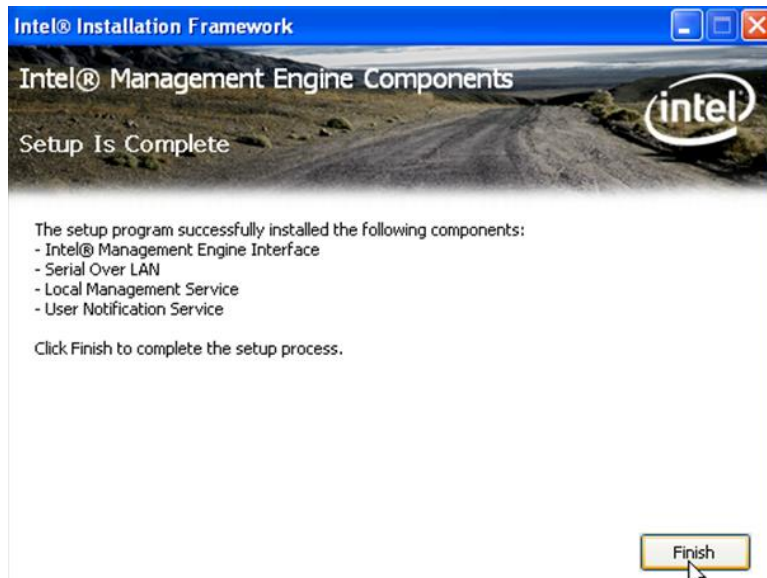 Intel® Installation Framework
Intel® Management Engine Components
intel
Setup Is Complete
The setup program successfully installed the following components:
- Intel® Management Engine Interface
- Serial Over LAN
- Local Management Service
- User Notification Service
Click Finish to complete the setup process.
Finish